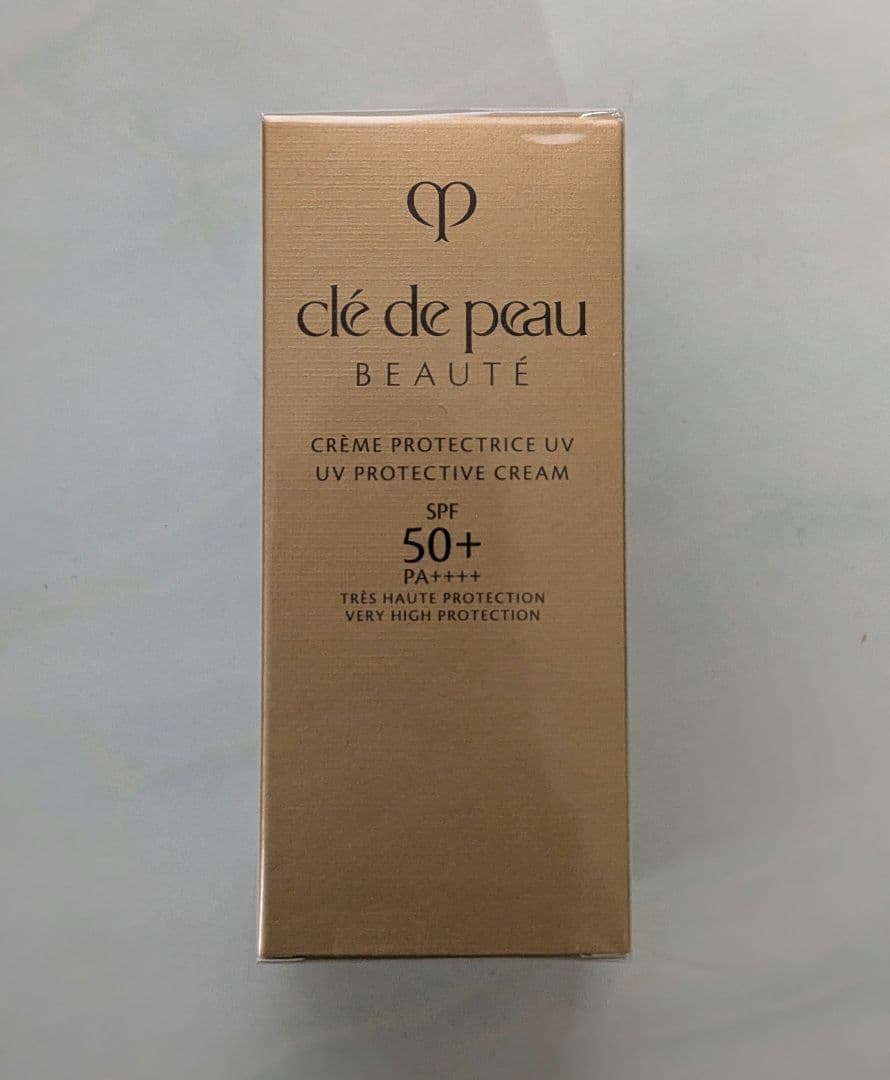 clé de peau
BEAUTÉ
CRÈME PROTECTRICE UV
UV PROTECTIVE CREAM
SPF
50+
PA++++
TRÈS HAUTE PROTECTION
VERY HIGH PROTECTION